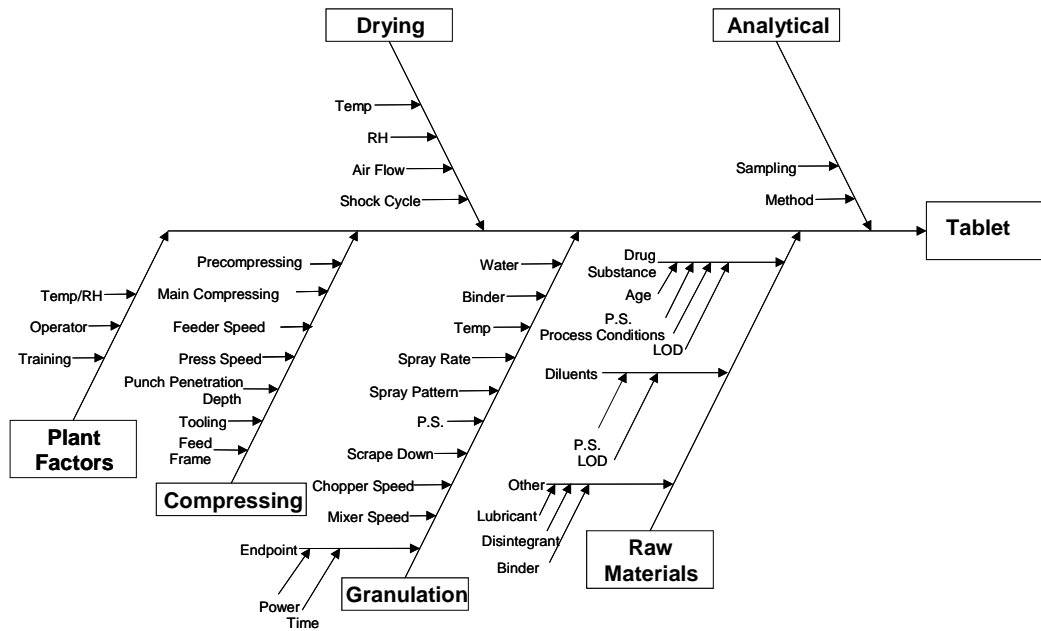 Drying
Analytical
Temp
RH
Air Flow
Shock Cycle
Sampling
Method
Tablet
Temp/RH
Operator
Training
Plant
Factors
Precompressing
Main Compressing
Feeder Speed
Press Speed
Punch Penetration
Depth
Tooling
Feed
Frame
Compressing
Water
Binder
Temp
Spray Rate
Spray Pattern
P.S.
Scrape Down
Chopper Speed
Mixer Speed
Endpoint
Power
Time
Granulation
Drug
Substance
Age
P.S.
Process Conditions
LOD
Diluents
P.S.
LOD
Other
Lubricant
Disintegrant
Binder
Raw
Materials